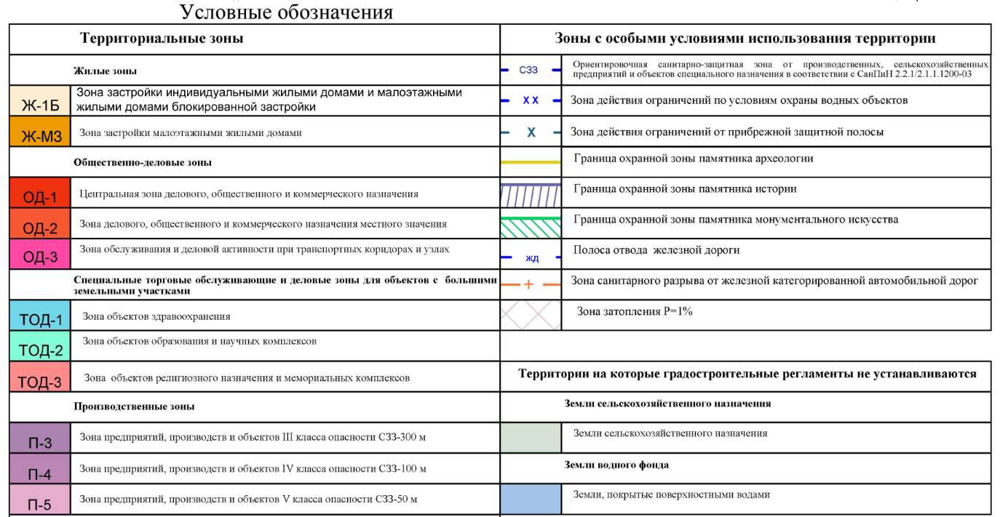 Условные обозначения
Территориальные зоны
Зоны с особыми условиями использования территории
Жилые зоны
СЗЗ
Ориентировочная санитарно-защитная зона от производственных, сельскохозяйственных
предприятий и объектов специального назначения в соответствии с СанПиН 2.2.1/2.1.1.1200-03
Ж-1Б
Зона застройки индивидуальными жилыми домами и малоэтажными
жилыми домами блокированной застройки
X X
Зона действия ограничений по условиям охраны водных объектов
Ж-МЗ
Зона застройки малоэтажными жилыми домами
X
Зона действия ограничений от прибрежной защитной полосы
Общественно-деловые зоны
Граница охранной зоны памятника археологии
ОД-1
Центральная зона делового, общественного и коммерческого назначения
Граница охранной зоны памятника истории
ОД-2
Зона делового, общественного и коммерческого назначения местного значения
Граница охранной зоны памятника монументального искусства
ОД-3
Зона обслуживания и деловой активности при транспортных коридорах и узлах
жд
Полоса отвода железной дороги
Специальные торговые обслуживающие и деловые зоны для объектов с большими
земельными участками
+
Зона санитарного разрыва от железной категорированной автомобильной дорог
ТОД-1
Зона объектов здравоохранения
Зона затопления Р=1%
ТОД-2
Зона объектов образования и научных комплексов
ТОД-3
Зона объектов религиозного назначения и мемориальных комплексов
Территории на которые градостроительные регламенты не устанавливаются
Производственные зоны
Земли сельскохозяйственного назначения
П-3
Зона предприятий, производств и объектов III класса опасности СЗЗ-300 м
Земли сельскохозяйственного назначения
П-4
Зона предприятий, производств и объектов IV класса опасности СЗЗ-100 м
Земли водного фонда
П-5
Зона предприятий, производств и объектов V класса опасности СЗЗ-50 м
Земли, покрытые поверхностными водами